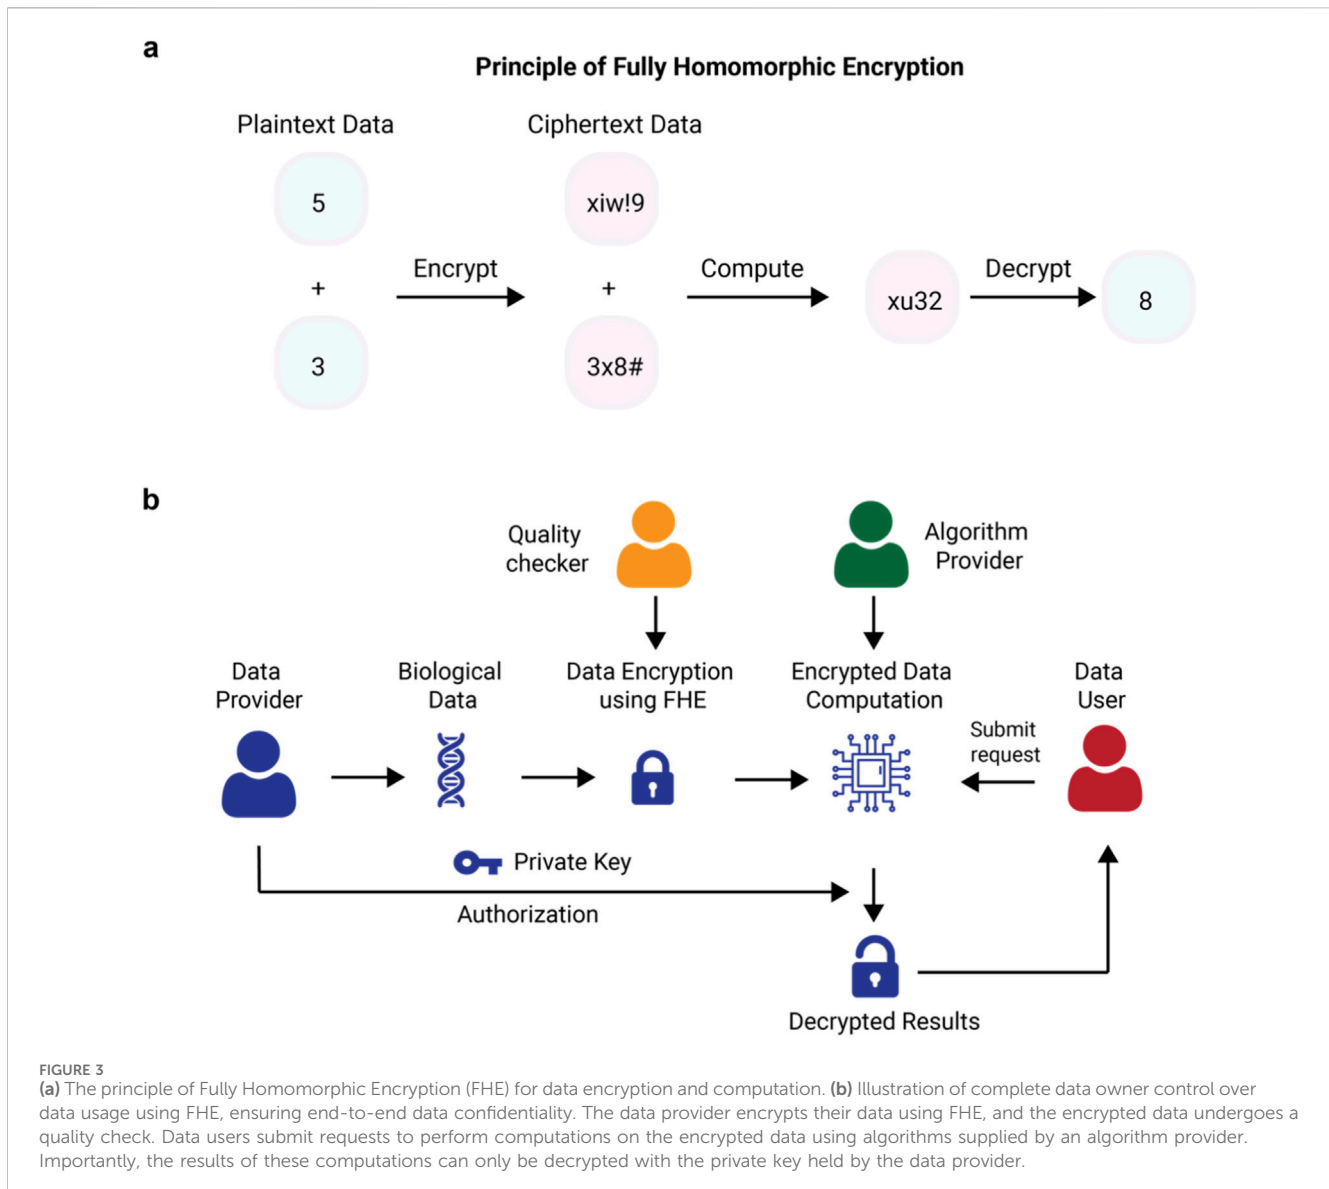 a
Principle of Fully Homomorphic Encryption
Plaintext Data
Ciphertext Data
5
xiw!9
+
Encrypt
+
Compute
xu32
Decrypt
8
3
3x8#
b
Quality
checker
Algorithm
Provider
Data
Provider
Biological
Data
Data Encryption
using FHE
Encrypted Data
Computation
Data
User
Submit
request
Private Key
Authorization
Decrypted Results
FIGURE 3
(a) The principle of Fully Homomorphic Encryption (FHE) for data encryption and computation. (b) Illustration of complete data owner control over
data usage using FHE, ensuring end-to-end data confidentiality. The data provider encrypts their data using FHE, and the encrypted data undergoes a
quality check. Data users submit requests to perform computations on the encrypted data using algorithms supplied by an algorithm provider.
Importantly, the results of these computations can only be decrypted with the private key held by the data provider.